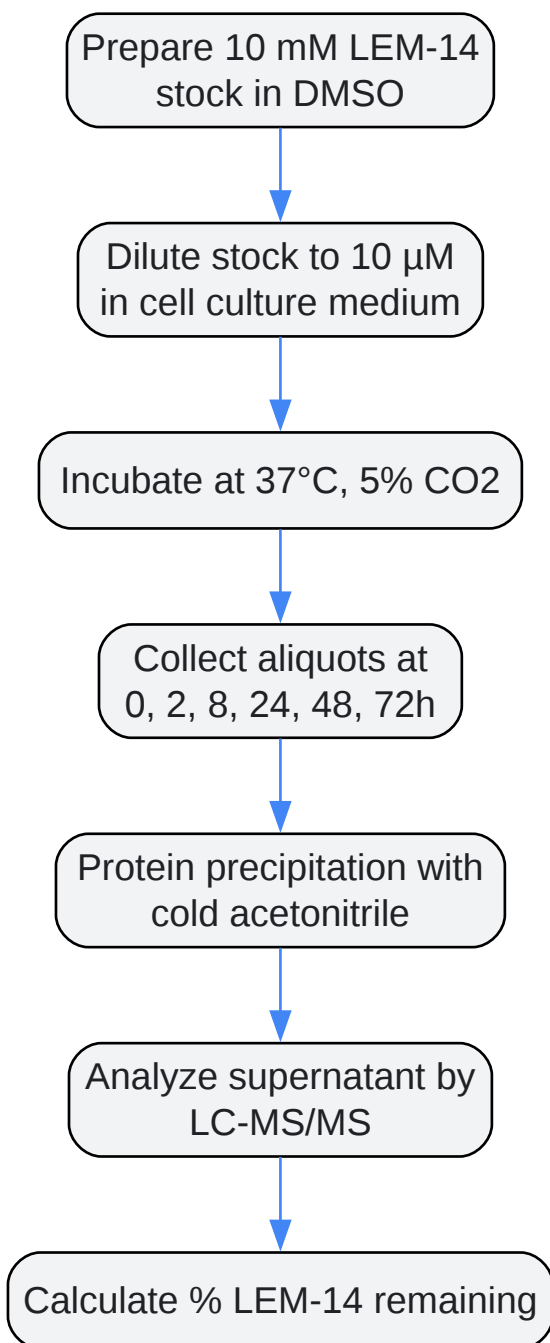 Prepare 10 mM LEM-14
stock in DMSO
Dilute stock to 10 µM
in cell culture medium
Incubate at 37°C, 5% CO2
Collect aliquots at
0, 2, 8, 24, 48, 72h
Protein precipitation with
cold acetonitrile
Analyze supernatant by
LC-MS/MS
Calculate % LEM-14 remaining